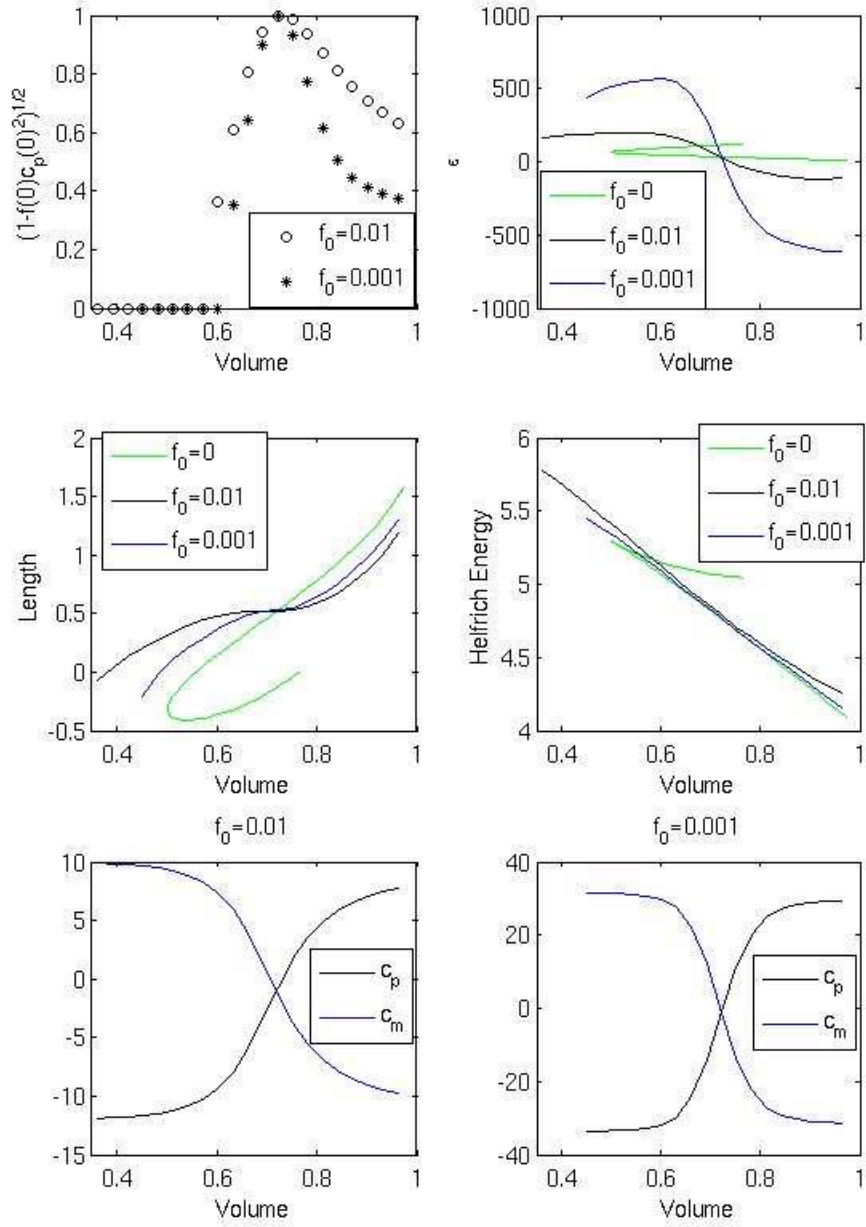 (1-f(0)c_p(0)^2)^{1/2}
1
0.8
0.6
0.4
0.2
0
0.4 0.6 0.8 1
Volume
f_0=0.01
f_0=0.001
ε
1000
500
0
-500
-1000
0.4 0.6 0.8 1
Volume
f_0=0
f_0=0.01
f_0=0.001
Length
2
1.5
1
0.5
0
-0.5
0.4 0.6 0.8 1
Volume
f_0=0
f_0=0.01
f_0=0.001
Helfrich Energy
6
5.5
5
4.5
4
0.4 0.6 0.8 1
Volume
f_0=0
f_0=0.01
f_0=0.001
f_0=0.01
10
5
0
-5
-10
-15
0.4 0.6 0.8 1
Volume
c_p
c_m
f_0=0.001
40
20
0
-20
-40
0.4 0.6 0.8 1
Volume
c_p
c_m